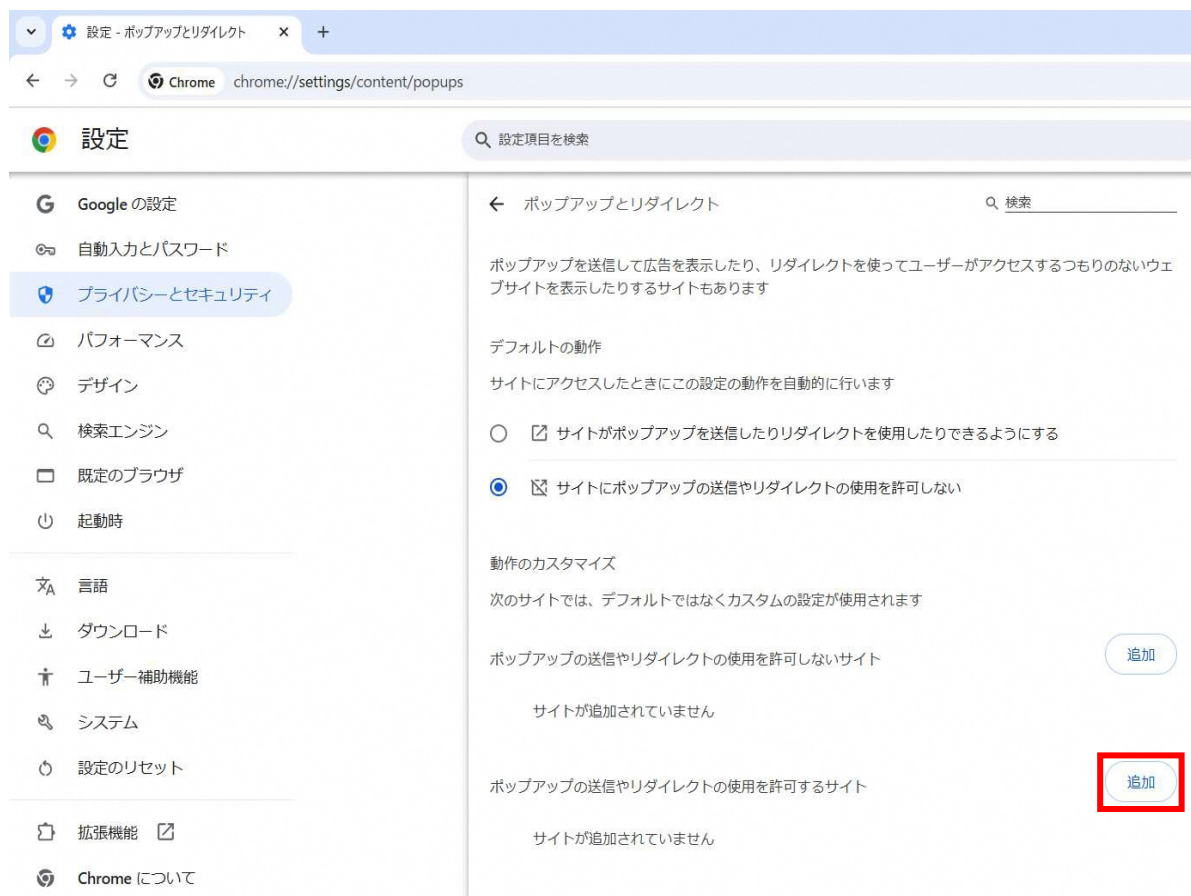 設定 - ポップアップとリダイレクト
Chrome chrome://settings/content/popups
設定
設定項目を検索
Google の設定
自動入力とパスワード
プライバシーとセキュリティ
パフォーマンス
デザイン
検索エンジン
既定のブラウザ
起動時
言語
ダウンロード
ユーザー補助機能
システム
設定のリセット
拡張機能
Chrome について
ポップアップとリダイレクト
検索
ポップアップを送信して広告を表示したり、リダイレクトを使ってユーザーがアクセスするつもりのないウェ
ブサイトを表示したりするサイトもあります
デフォルトの動作
サイトにアクセスしたときにこの設定の動作を自動的に行います
サイトがポップアップを送信したりリダイレクトを使用したりできるようにする
サイトにポップアップの送信やリダイレクトの使用を許可しない
動作のカスタマイズ
次のサイトでは、デフォルトではなくカスタムの設定が使用されます
ポップアップの送信やリダイレクトの使用を許可しないサイト
追加
サイトが追加されていません
ポップアップの送信やリダイレクトの使用を許可するサイト
追加
サイトが追加されていません